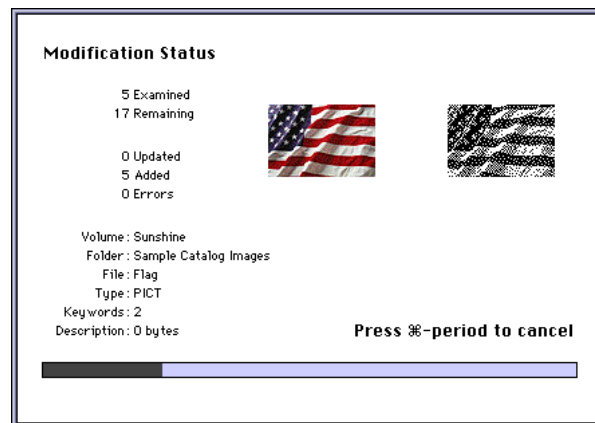 Modification Status
5 Examined
17 Remaining
0 Updated
5 Added
0 Errors
Volume: Sunshine
Folder: Sample Catalog Images
File: Flag
Type: PICT
Keywords: 2
Description: 0 bytes
Press ⌘-period to cancel